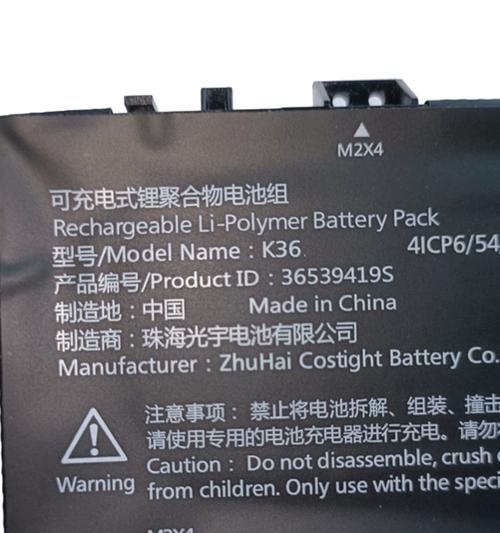 M2X4
可充电式锂聚合物电池组
Rechargeable Li-Polymer Battery Pack
型号/Model Name : K36 4ICP6/54/
产品编号/Product ID : 36539419S
制造地：中国 Made in China
制造商：珠海光宇电池有限公司
Manufacturer : ZhuHai Costight Battery Co.
注意事项：禁止将电池拆解、组装、撞击
请使用专用的电池充电器进行充电。请勿
Caution : Do not disassemble, crush
Warning from children. Only use with the
M2X4